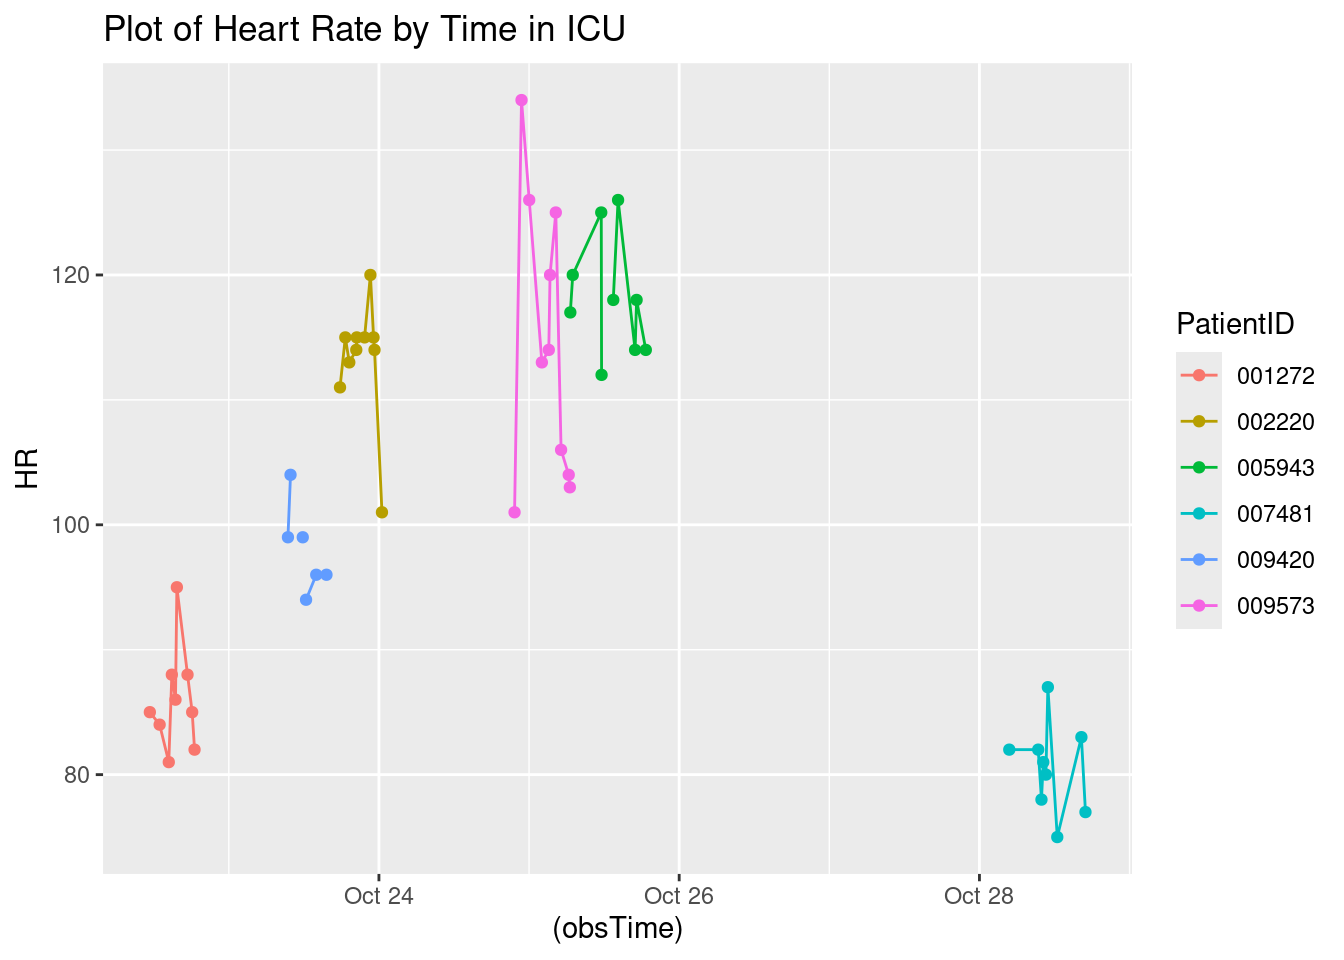 Plot of Heart Rate by Time in ICU
HR
120
100
80
Oct 24
Oct 26
Oct 28
(obsTime)
PatientID
001272
002220
005943
007481
009420
009573